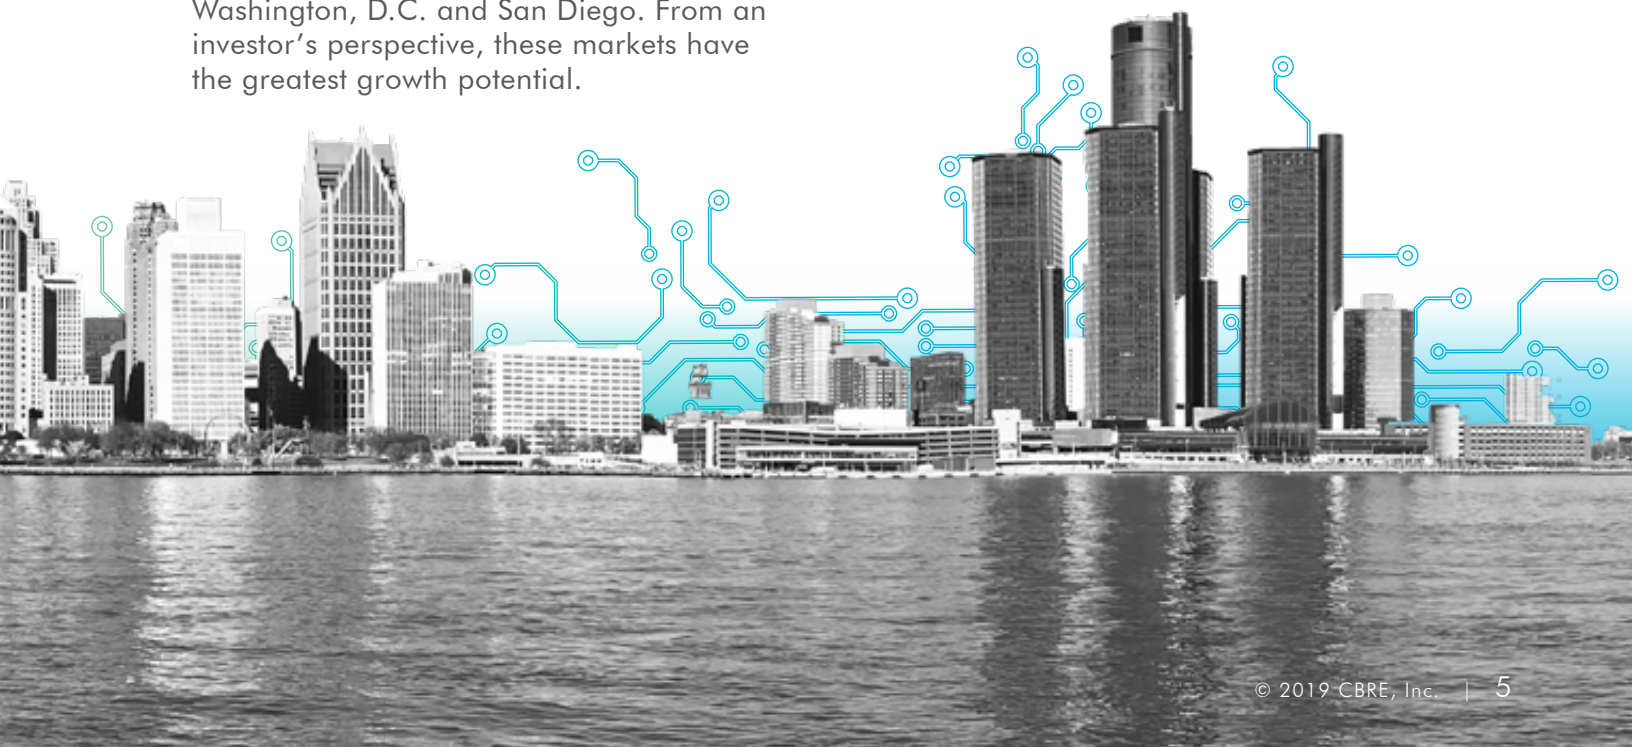 Washington, D.C. and San Diego. From an
investor’s perspective, these markets have
the greatest growth potential.
© 2019 CBRE, Inc. | 5